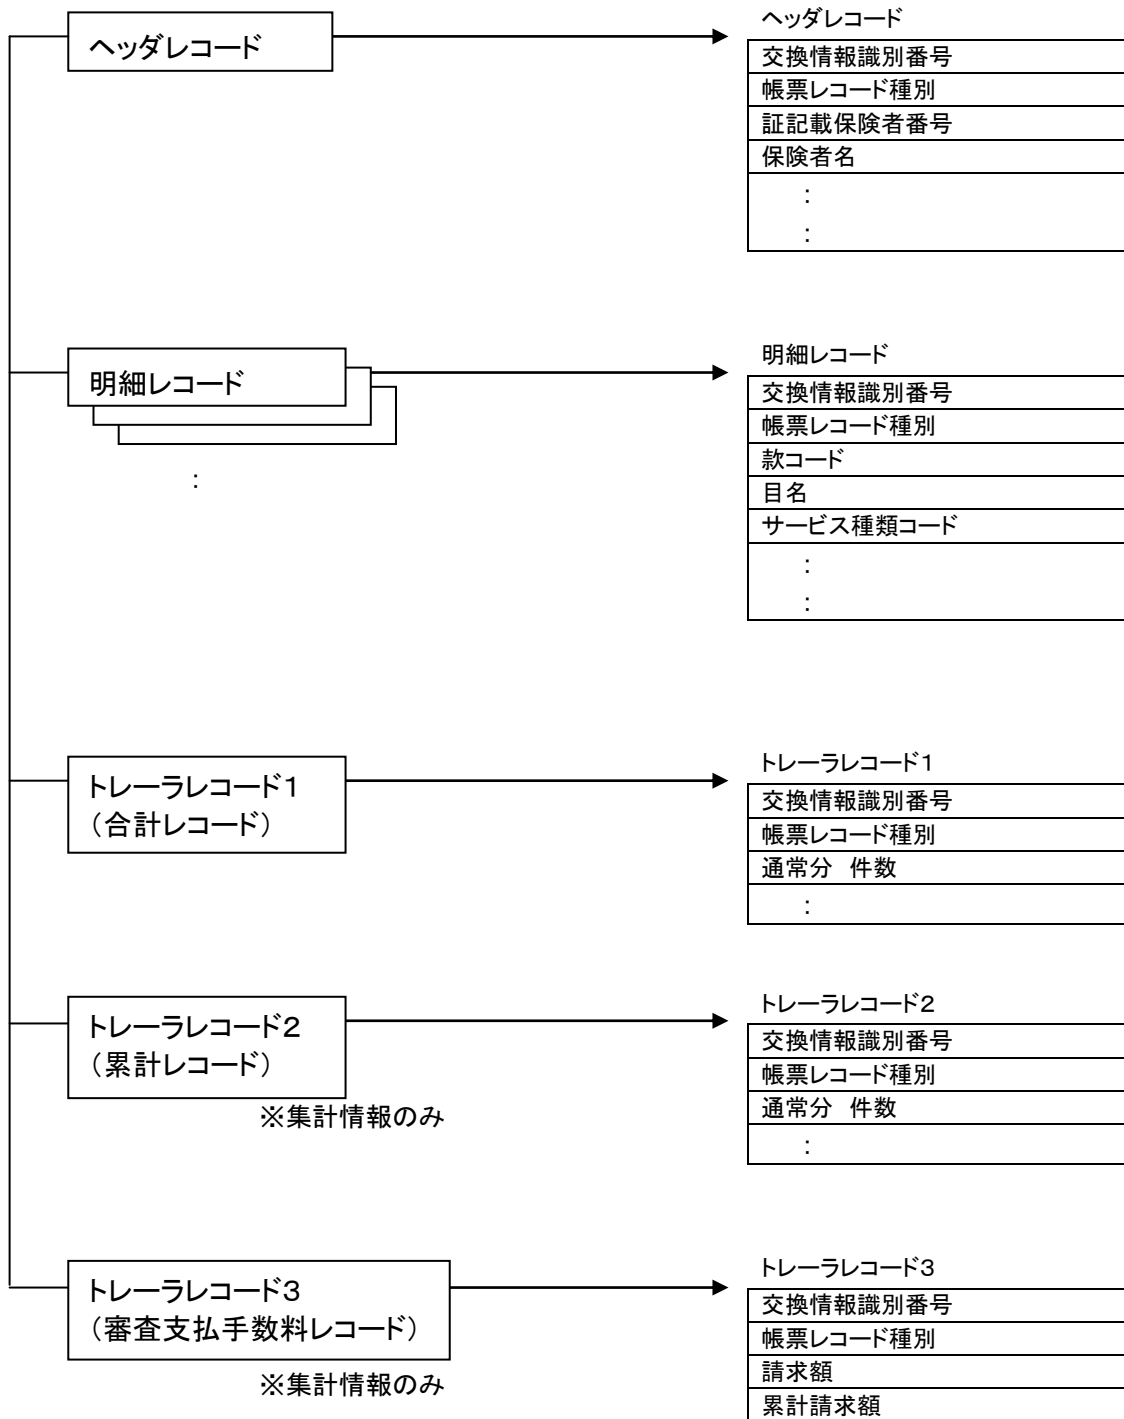 ヘッダレコード
ヘッダレコード
交換情報識別番号
帳票レコード種別
証記載保険者番号
保険者名
:
:
明細レコード
:
明細レコード
交換情報識別番号
帳票レコード種別
款コード
目名
サービス種類コード
:
:
トレーラレコード1
（合計レコード）
トレーラレコード1
交換情報識別番号
帳票レコード種別
通常分　件数
:
トレーラレコード2
（累計レコード）
※集計情報のみ
トレーラレコード2
交換情報識別番号
帳票レコード種別
通常分　件数
:
トレーラレコード3
（審査支払手数料レコード）
※集計情報のみ
トレーラレコード3
交換情報識別番号
帳票レコード種別
請求額
累計請求額